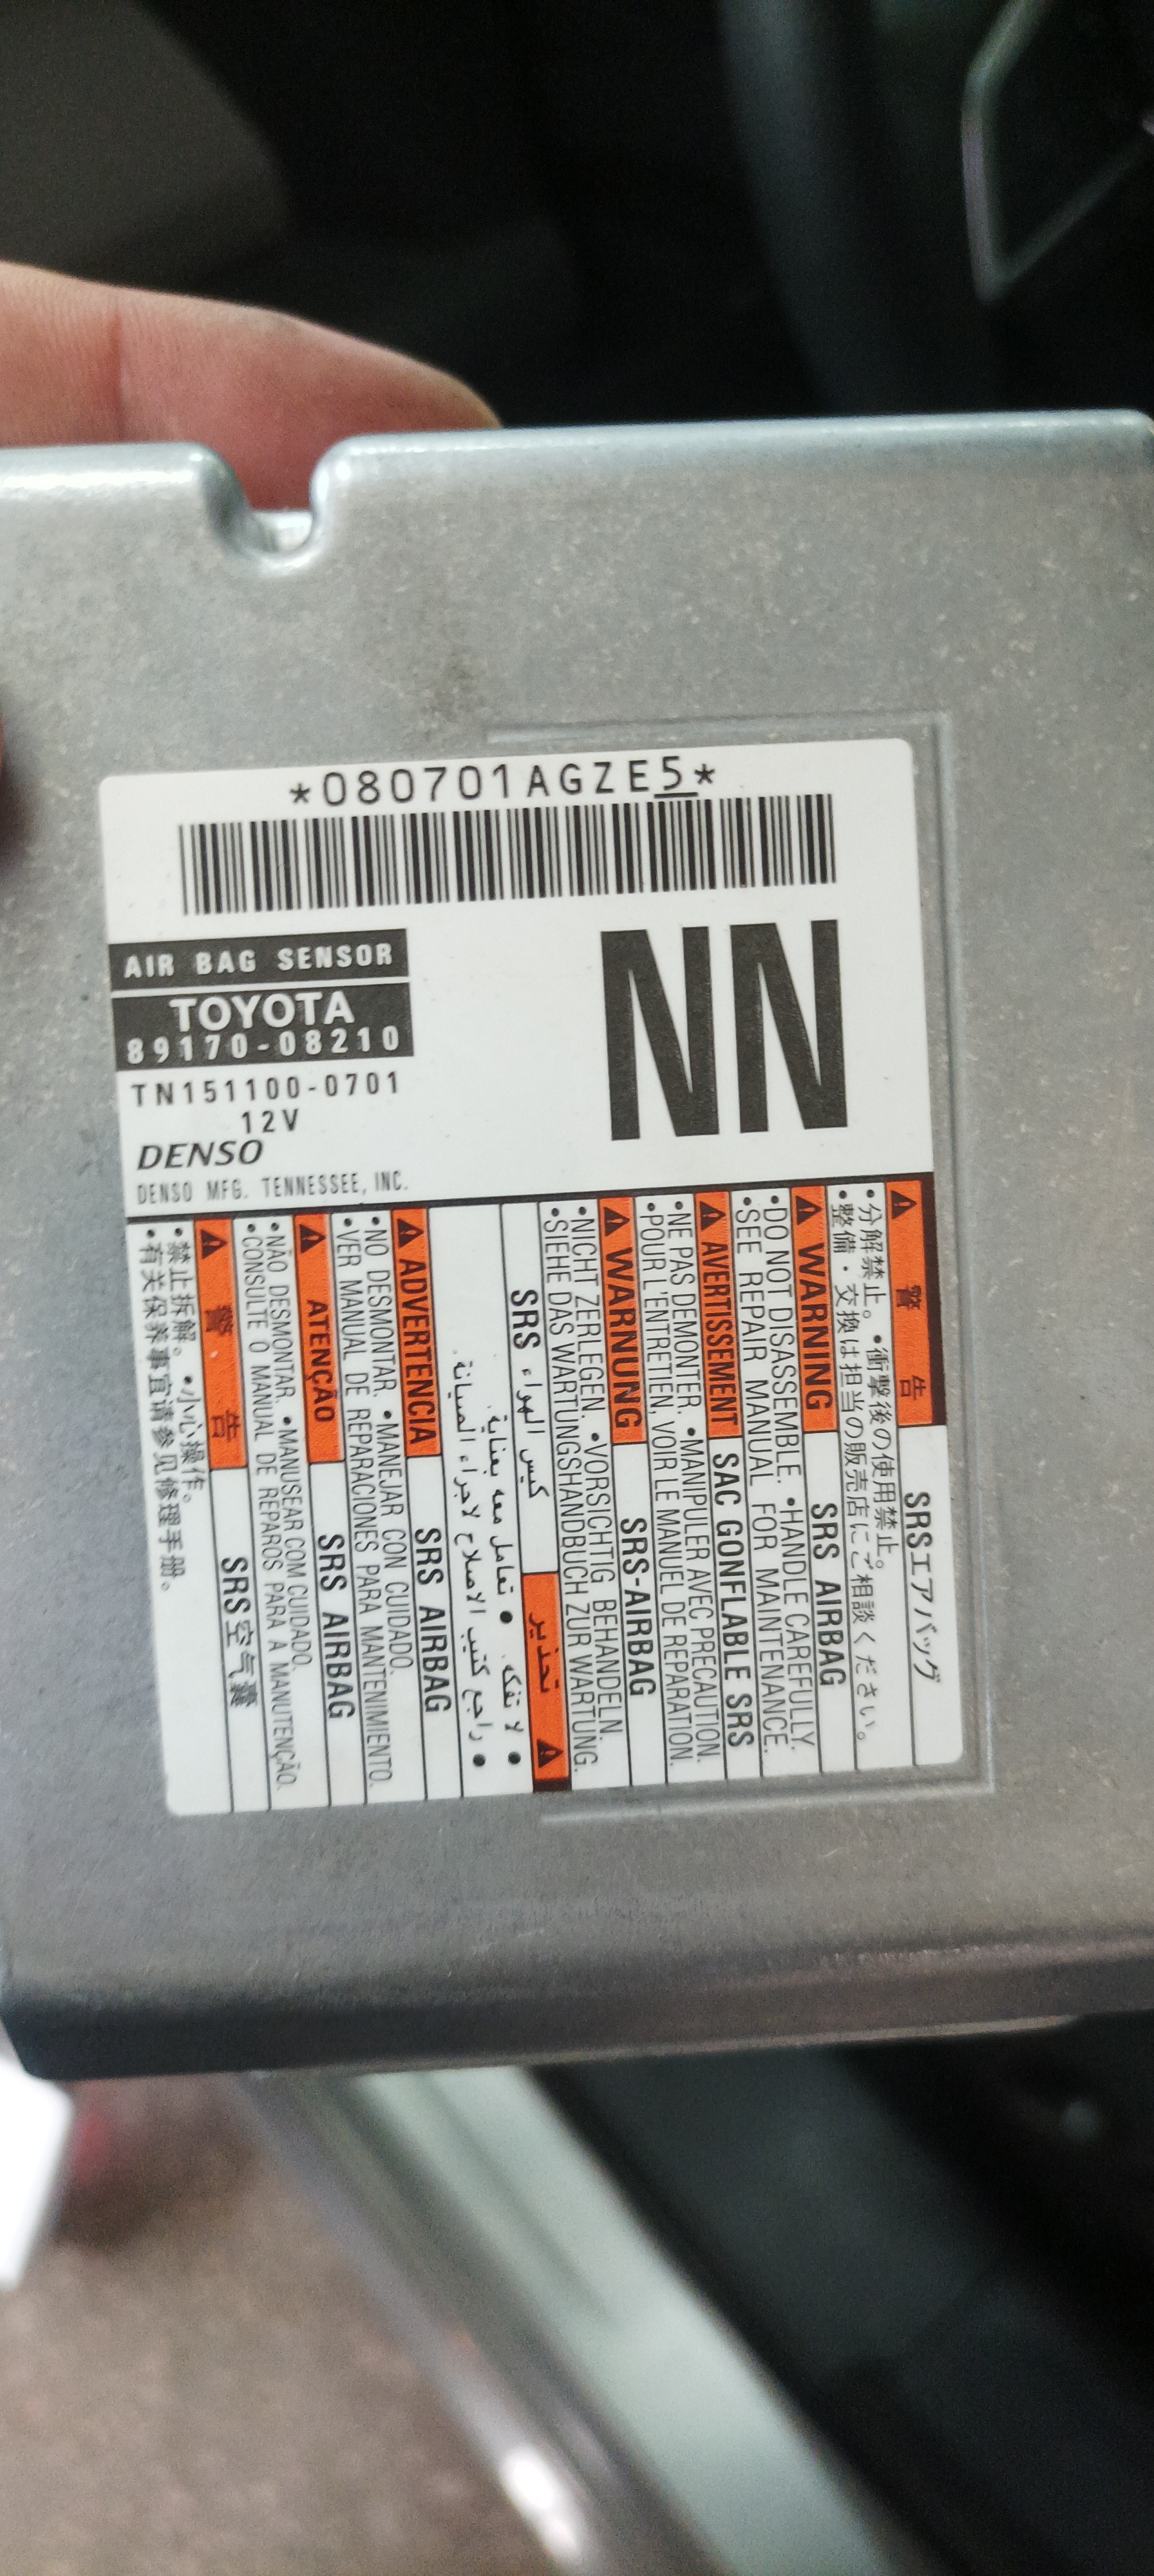 *080701AGZE5*
AIR BAG SENSOR
TOYOTA
89170-08210
TN151100-0701
12V
DENSO
DENSO MFG. TENNESSEE, INC.
NN
警告 SRSエアバッグ
・分解禁止。 ・衝撃後の使用禁止。
・整備・交換は担当の販売店にご相談ください。
WARNING SRS AIRBAG
•DO NOT DISASSEMBLE. •HANDLE CAREFULLY.
•SEE REPAIR MANUAL FOR MAINTENANCE.
AVERTISSEMENT SAC GONFLABLE SRS
•NE PAS DEMONTER. •MANIPULER AVEC PRECAUTION.
•POUR L'ENTRETIEN, VOIR LE MANUEL DE REPARATION.
WARNUNG SRS-AIRBAG
•NICHT ZERLEGEN. •VORSICHTIG BEHANDELN.
•SIEHE DAS WARTUNGSHANDBUCH ZUR WARTUNG.
تحذير كيس الهواء SRS
• لا تفكه. • تعامل معه بعناية.
• راجع كتيب الاصلاح لاجراء الصيانة.
ADVERTENCIA SRS AIRBAG
•NO DESMONTAR. •MANEJAR CON CUIDADO.
•VER MANUAL DE REPARACIONES PARA MANTENIMIENTO.
ATENÇÃO SRS AIRBAG
•NÃO DESMONTAR. •MANUSEAR COM CUIDADO.
•CONSULTE O MANUAL DE REPAROS PARA A MANUTENÇÃO.
警告 SRS空气囊
•禁止拆解。 •小心操作。
•有关保养事宜请参见修理手册。